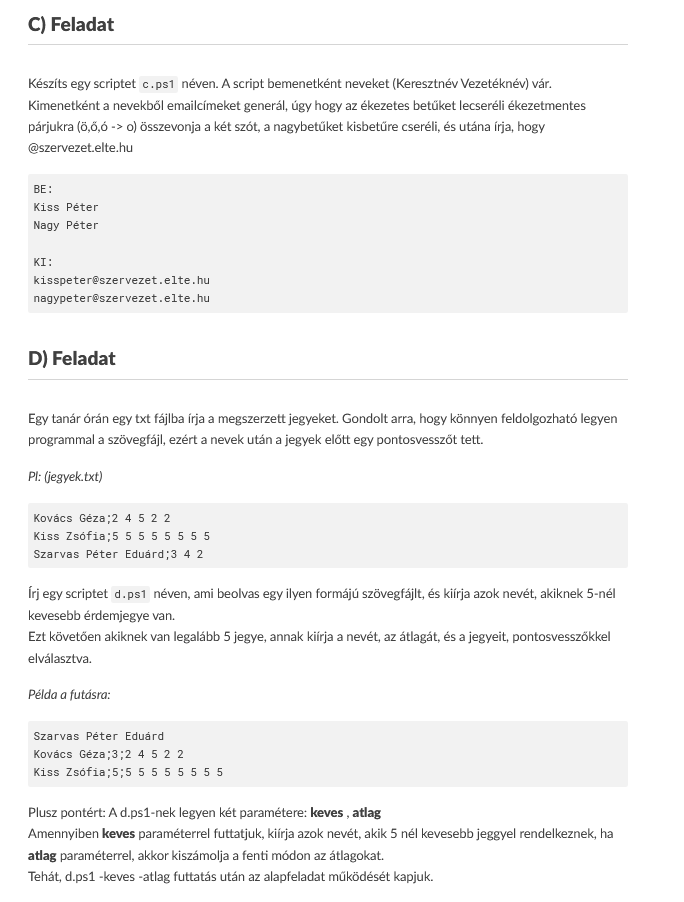 C) Feladat
Készíts egy scriptet c.ps1 néven. A script bemenetként neveket (Keresztnév Vezetéknév) vár.
Kimenetként a nevekből emailcímeket generál, úgy hogy az ékezetes betűket lecseréli ékezetmentes
párjukra (ö,ő,ó -> o) összevonja a két szót, a nagybetűket kisbetűre cseréli, és utána írja, hogy
@szervezet.elte.hu
BE:
Kiss Péter
Nagy Péter
KI:
kisspeter@szervezet.elte.hu
nagypeter@szervezet.elte.hu
D) Feladat
Egy tanár órán egy txt fájlba írja a megszerzett jegyeket. Gondolt arra, hogy könnyen feldolgozható legyen
programmal a szövegfájl, ezért a nevek után a jegyek előtt egy pontosvesszőt tett.
Pl: (jegyek.txt)
Kovács Géza;2 4 5 2 2
Kiss Zsófia;5 5 5 5 5 5 5 5
Szarvas Péter Eduárd;3 4 2
Írj egy scriptet d.ps1 néven, ami beolvas egy ilyen formájú szövegfájlt, és kiírja azok nevét, akiknek 5-nél
kevesebb érdemjegye van.
Ezt követően akiknek van legalább 5 jegye, annak kiírja a nevét, az átlagát, és a jegyeit, pontosvesszőkkel
elválasztva.
Példa a futásra:
Szarvas Péter Eduárd
Kovács Géza;3;2 4 5 2 2
Kiss Zsófia;5;5 5 5 5 5 5 5 5
Plusz pontért: A d.ps1-nek legyen két paramétere: keves , atlag
Amennyiben keves paraméterrel futtatjuk, kiírja azok nevét, akik 5 nél kevesebb jeggyel rendelkeznek, ha
atlag paraméterrel, akkor kiszámolja a fenti módon az átlagokat.
Tehát, d.ps1 -keves -atlag futtatás után az alapfeladat működését kapjuk.